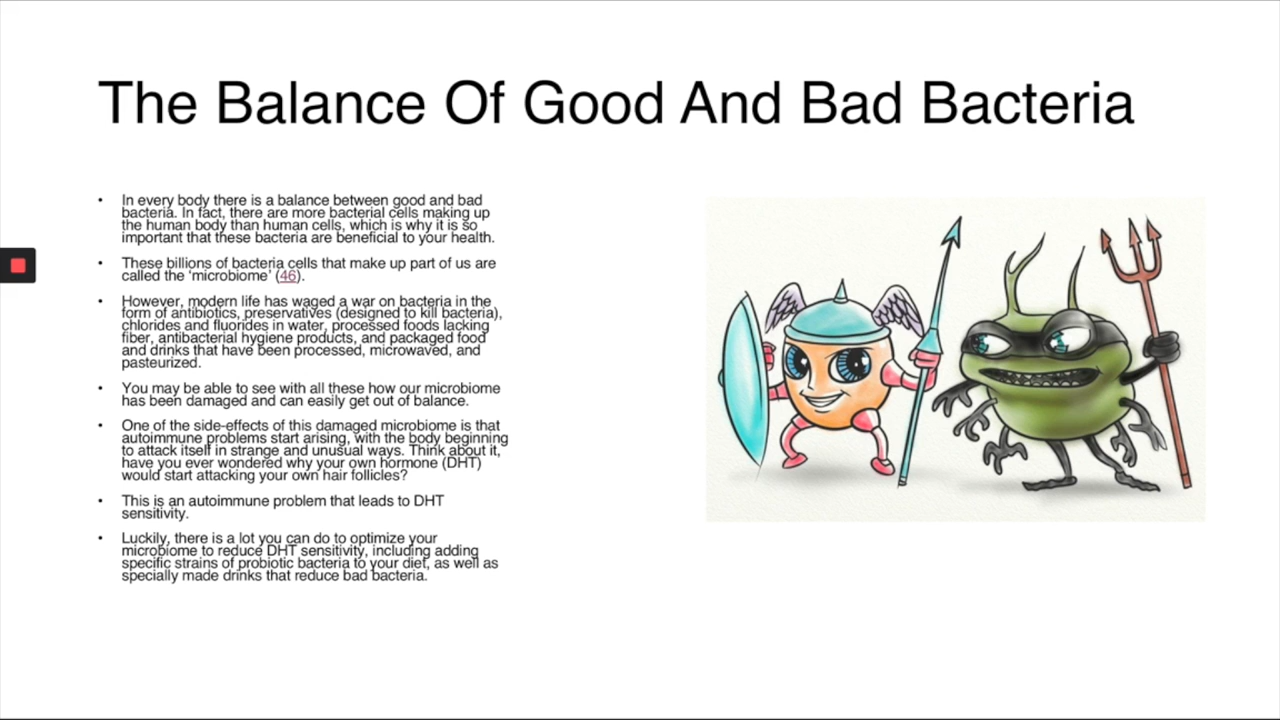 The Balance Of Good And Bad Bacteria
• In every body there is a balance between good and bad
bacteria. In fact, there are more bacterial cells making up
the human body than human cells, which is why it is so
important that these bacteria are beneficial to your health.
• These billions of bacteria cells that make up part of us are
called the ‘microbiome’ (46).
• However, modern life has waged a war on bacteria in the
form of antibiotics, preservatives (designed to kill bacteria),
chlorides and fluorides in water, processed foods lacking
fiber, antibacterial hygiene products, and packaged food
and drinks that have been processed, microwaved, and
pasteurized.
• You may be able to see with all these how our microbiome
has been damaged and can easily get out of balance.
• One of the side-effects of this damaged microbiome is that
autoimmune problems start arising, with the body beginning
to attack itself in strange and unusual ways. Think about it,
have you ever wondered why your own hormone (DHT)
would start attacking your own hair follicles?
• This is an autoimmune problem that leads to DHT
sensitivity.
• Luckily, there is a lot you can do to optimize your
microbiome to reduce DHT sensitivity, including adding
specific strains of probiotic bacteria to your diet, as well as
specially made drinks that reduce bad bacteria.